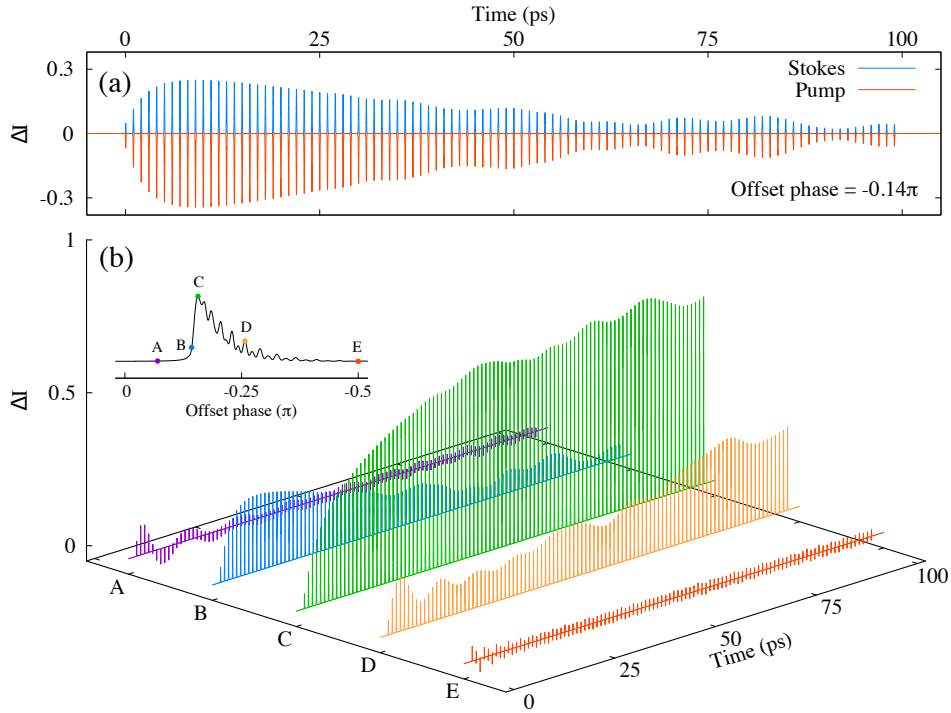 Time (ps)
0 25 50 75 100
(a)
Stokes
Pump
0.3
0
-0.3
ΔI
Offset phase = -0.14π
(b)
1
0.5
0
ΔI
C
D
A
B
E
0 -0.25 -0.5
Offset phase (π)
A
B
C
D
E
0
25
50
75
100
Time (ps)